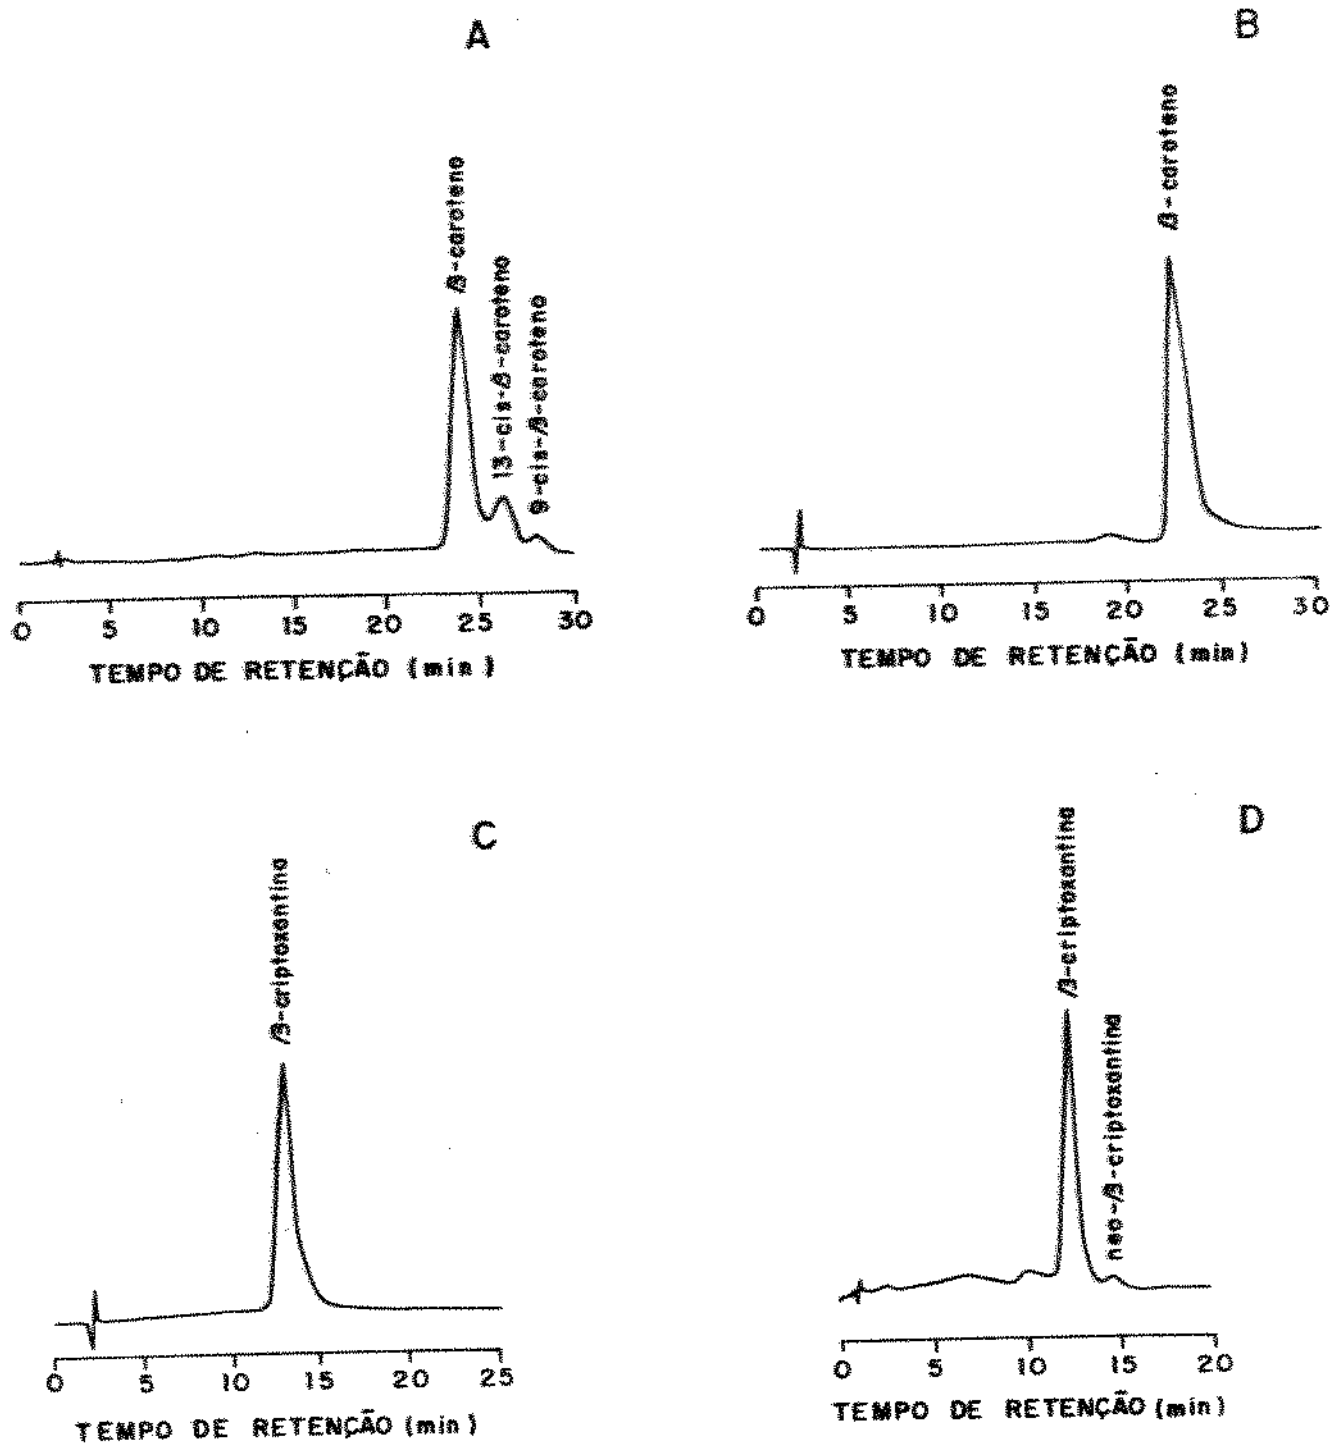 A
β-caroteno
13-cis-β-caroteno
9-cis-β-caroteno
0 5 10 15 20 25 30
TEMPO DE RETENÇÃO (min)
B
β-caroteno
0 5 10 15 20 25 30
TEMPO DE RETENÇÃO (min)
C
β-criptoxantina
0 5 10 15 20 25
TEMPO DE RETENÇÃO (min)
D
β-criptoxantina
neo-β-criptoxantina
0 5 10 15 20
TEMPO DE RETENÇÃO (min)